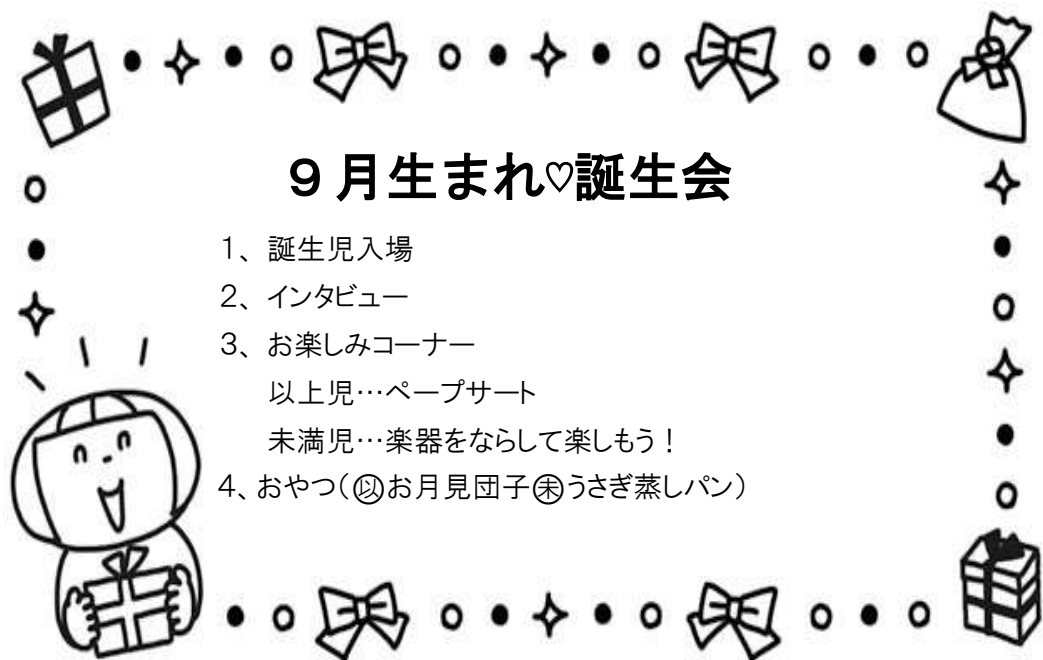 ９月生まれ♡誕生会
１、誕生児入場
２、インタビュー
３、お楽しみコーナー
以上児…ペープサート
未満児…楽器をならして楽しもう！
４、おやつ（㋑お月見団子㊍うさぎ蒸しパン）